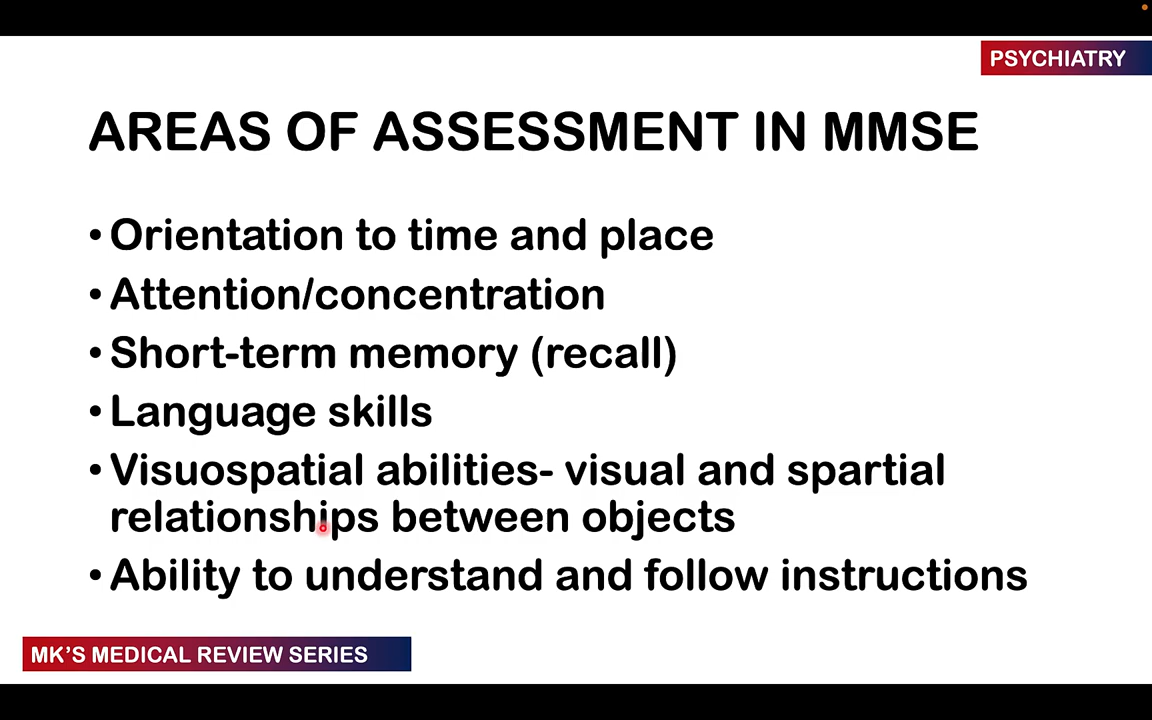 PSYCHIATRY
AREAS OF ASSESSMENT IN MMSE
• Orientation to time and place
• Attention/concentration
• Short-term memory (recall)
• Language skills
• Visuospatial abilities- visual and spartial
relationships between objects
• Ability to understand and follow instructions
MK'S MEDICAL REVIEW SERIES